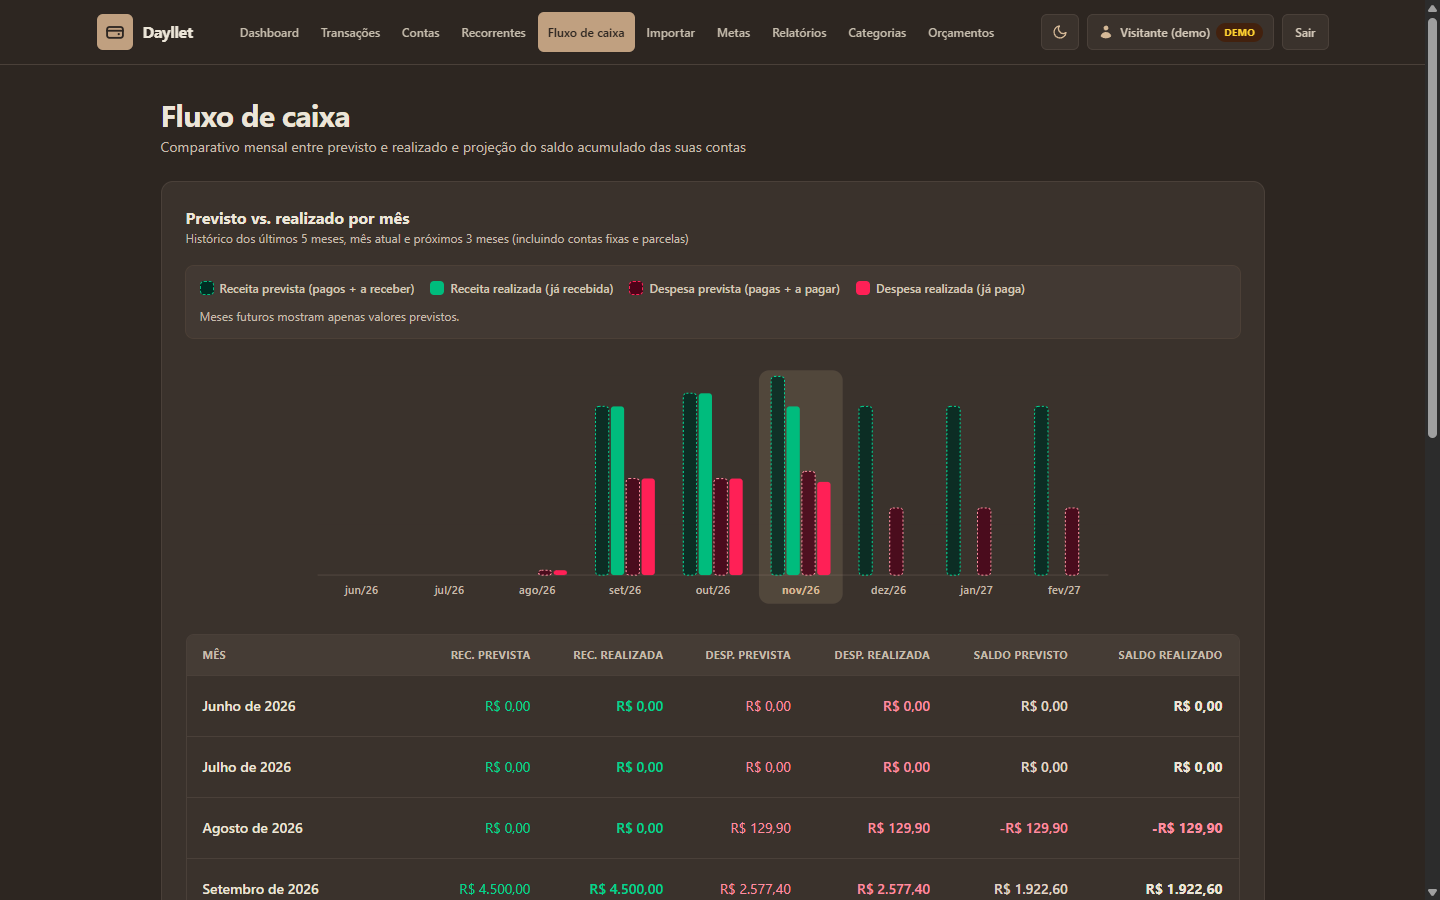 Dayllet
Dashboard Transações Contas Recorrentes Fluxo de caixa Importar Metas Relatórios Categorias Orçamentos
Visitante (demo) DEMO Sair
Fluxo de caixa
Comparativo mensal entre previsto e realizado e projeção do saldo acumulado das suas contas
Previsto vs. realizado por mês
Histórico dos últimos 5 meses, mês atual e próximos 3 meses (incluindo contas fixas e parcelas)
Receita prevista (pagos + a receber) Receita realizada (já recebida) Despesa prevista (pagas + a pagar) Despesa realizada (já paga)
Meses futuros mostram apenas valores previstos.
jun/26 jul/26 ago/26 set/26 out/26 nov/26 dez/26 jan/27 fev/27
MÊS REC. PREVISTA REC. REALIZADA DESP. PREVISTA DESP. REALIZADA SALDO PREVISTO SALDO REALIZADO
Junho de 2026 R$ 0,00 R$ 0,00 R$ 0,00 R$ 0,00 R$ 0,00 R$ 0,00
Julho de 2026 R$ 0,00 R$ 0,00 R$ 0,00 R$ 0,00 R$ 0,00 R$ 0,00
Agosto de 2026 R$ 0,00 R$ 0,00 R$ 129,90 R$ 129,90 -R$ 129,90 -R$ 129,90
Setembro de 2026 R$ 4.500,00 R$ 4.500,00 R$ 2.577,40 R$ 2.577,40 R$ 1.922,60 R$ 1.922,60